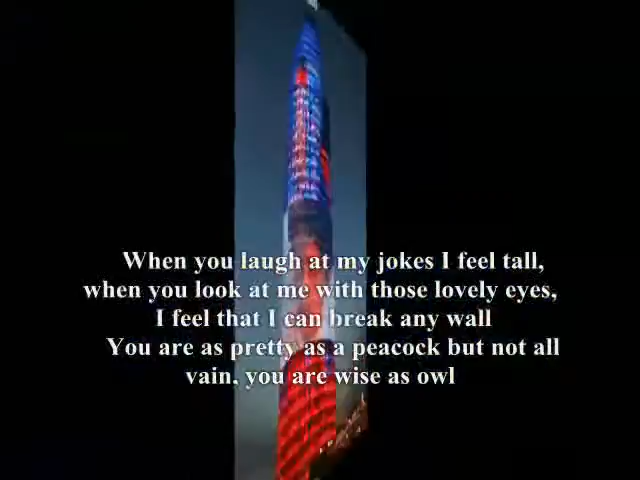 When you laugh at my jokes I feel tall,
when you look at me with those lovely eyes,
I feel that I can break any wall
You are as pretty as a peacock but not all
vain, you are wise as owl